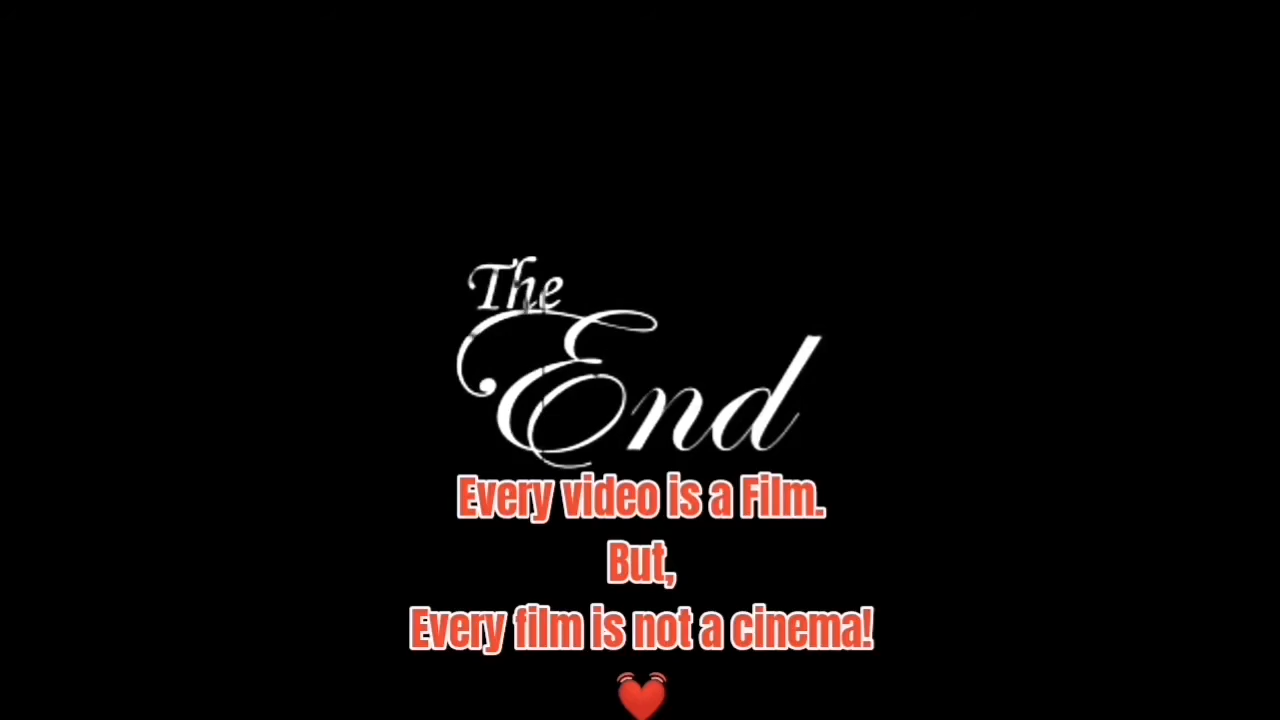 The
End
Every video is a Film.
But,
Every film is not a cinema!